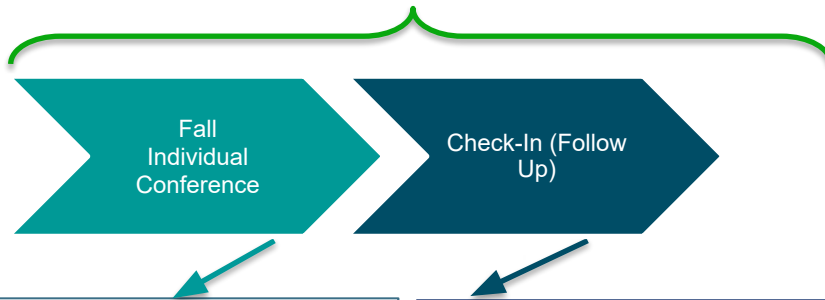 Fall
Individual
Conference
Check-In (Follow
Up)